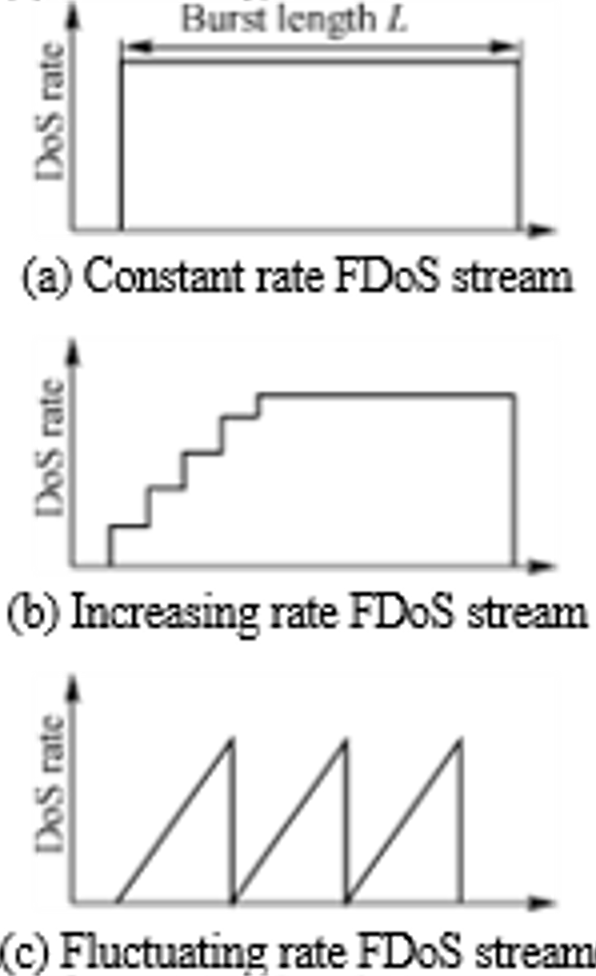 Burst length L
DoS rate
(a) Constant rate FDoS stream
DoS rate
(b) Increasing rate FDoS stream
DoS rate
(c) Fluctuating rate FDoS stream